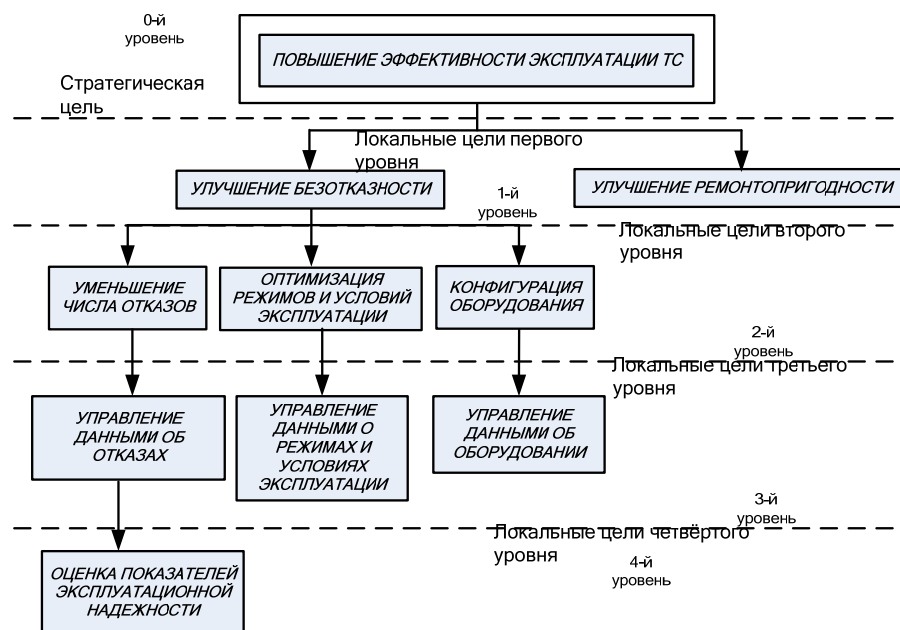 0-й
уровень
ПОВЫШЕНИЕ ЭФФЕКТИВНОСТИ ЭКСПЛУАТАЦИИ ТС
Стратегическая
цель
Локальные цели первого
уровня
УЛУЧШЕНИЕ БЕЗОТКАЗНОСТИ
УЛУЧШЕНИЕ РЕМОНТОПРИГОДНОСТИ
1-й
уровень
Локальные цели второго
уровня
УМЕНЬШЕНИЕ
ЧИСЛА ОТКАЗОВ
ОПТИМИЗАЦИЯ
РЕЖИМОВ И УСЛОВИЙ
ЭКСПЛУАТАЦИИ
КОНФИГУРАЦИЯ
ОБОРУДОВАНИЯ
2-й
уровень
Локальные цели третьего
уровня
УПРАВЛЕНИЕ
ДАННЫМИ ОБ
ОТКАЗАХ
УПРАВЛЕНИЕ
ДАННЫМИ О
РЕЖИМАХ И
УСЛОВИЯХ
ЭКСПЛУАТАЦИИ
УПРАВЛЕНИЕ
ДАННЫМИ ОБ
ОБОРУДОВАНИИ
3-й
уровень
Локальные цели четвёртого
уровня
4-й
уровень
ОЦЕНКА ПОКАЗАТЕЛЕЙ
ЭКСПЛУАТАЦИОННОЙ
НАДЕЖНОСТИ